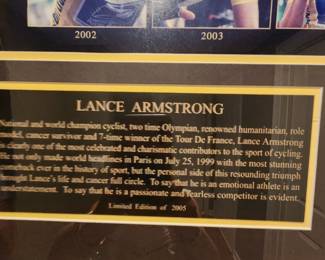 2002 2003
LANCE ARMSTRONG
National and world champion cyclist, two time Olympian, renowned humanitarian, role
model, cancer survivor and 7-time winner of the Tour De France, Lance Armstrong
is clearly one of the most celebrated and charismatic contributors to the sport of cycling.
He not only made world headlines in Paris on July 25, 1999 with the most stunning
ever in the history of sport, but the personal side of this resounding triumph
brought Lance's life and cancer full circle. To say that he is an emotional athlete is an
understatement. To say that he is a passionate and fearless competitor is evident.
Limited Edition of 2005